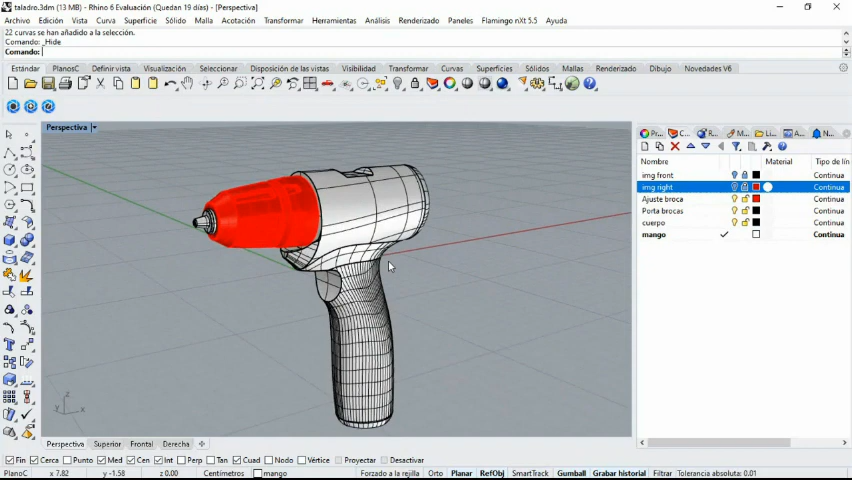 taladro.3dm (13 MB) - Rhino 6 Evaluación (Quedan 19 días) - [Perspectiva]
Archivo Edición Vista Curva Superficie Sólido Malla Acotación Transformar Herramientas Análisis Renderizado Paneles Flamingo nXt 5.5 Ayuda
22 curvas se han añadido a la selección.
Comando: _Hide
Comando:
Estándar PlanosC Definir vista Visualización Seleccionar Disposición de las vistas Visibilidad Transformar Curvas Superficies Sólidos Mallas Renderizado Dibujo Novedades V6
Perspectiva
Pr... C... R... M... Li... A... N...
Nombre Material Tipo de lín
img front Continua
img right Continua
Ajuste broca Continua
Porta brocas Continua
cuerpo Continua
mango Continua
z
y x
Perspectiva Superior Frontal Derecha
Fin Cerca Punto Med Cen Int Perp Tan Cuad Nodo Vértice Proyectar Desactivar
PlanoC x 7.82 y -1.58 z 0.00 Centímetros mango Forzado a la rejilla Orto Planar RefObj SmartTrack Gumball Grabar historial Filtrar Tolerancia absoluta: 0.01